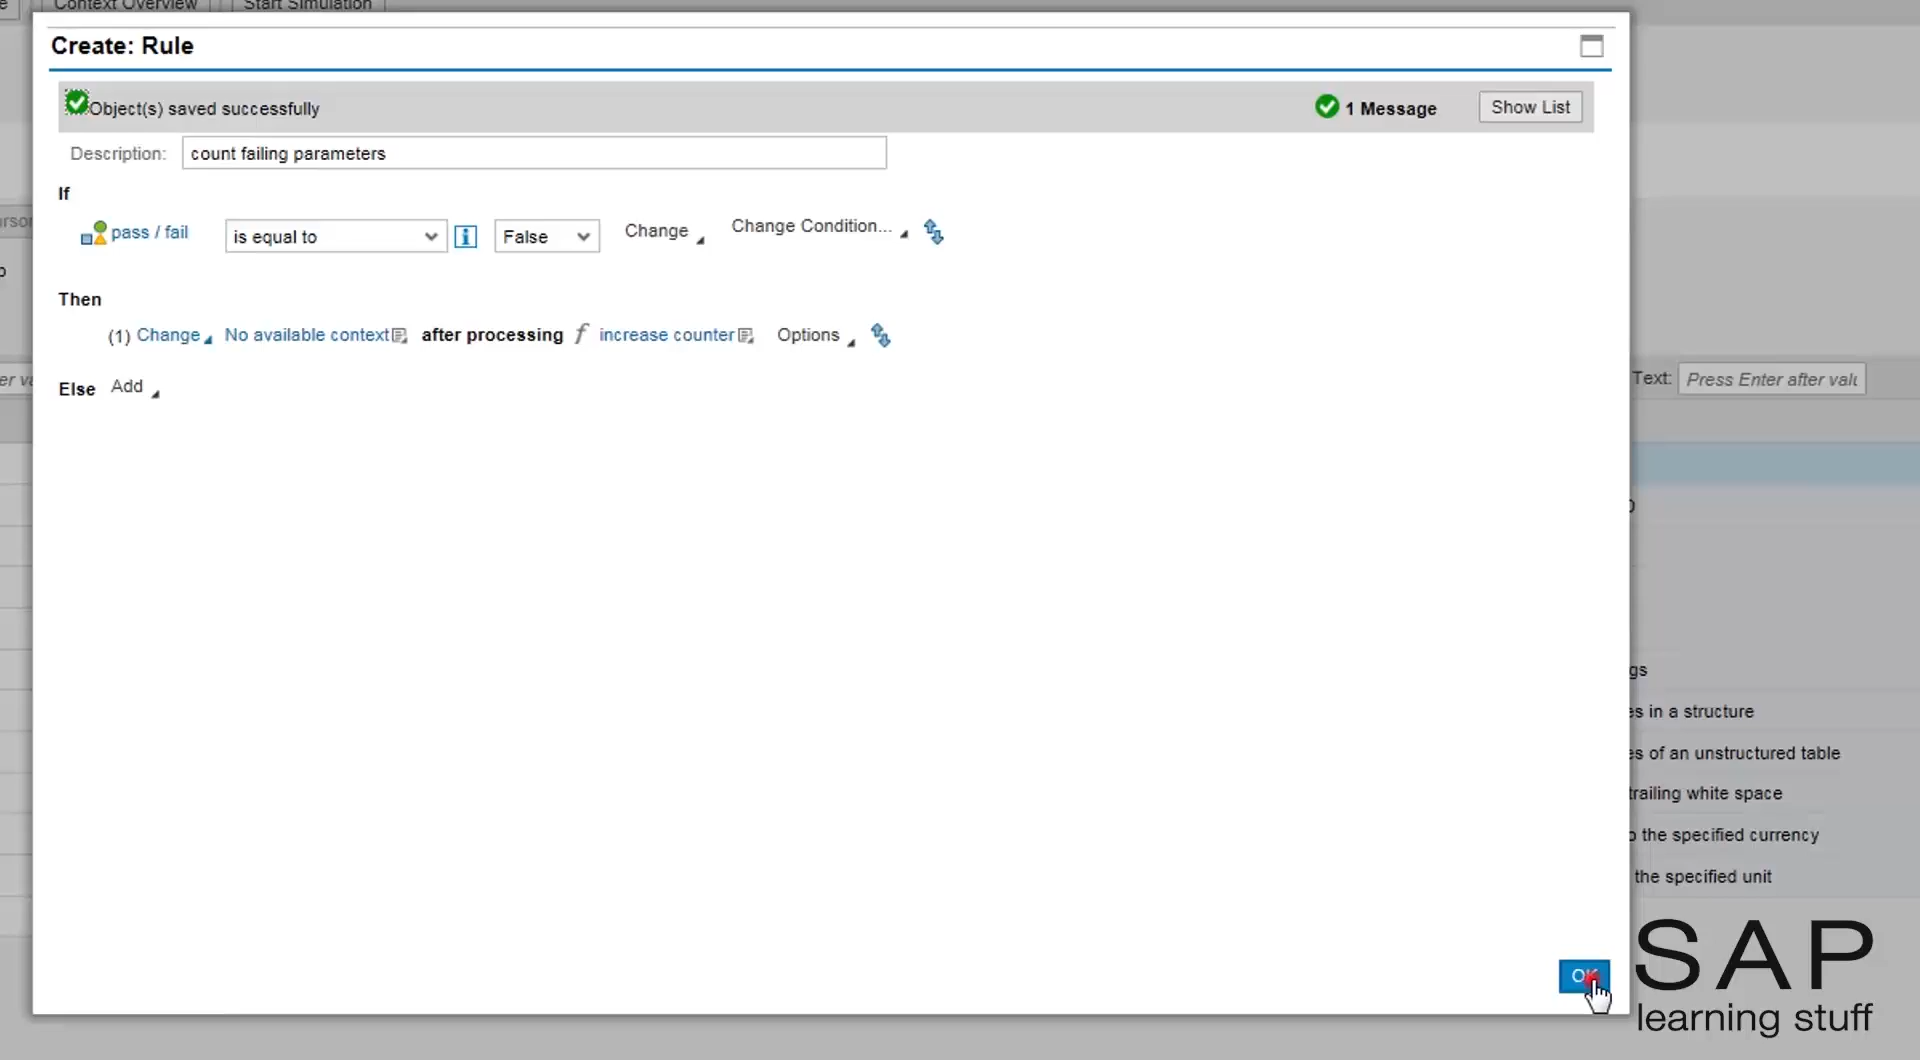 Context Overview Start Simulation
Create: Rule
Object(s) saved successfully 1 Message Show List
Description: count failing parameters
If
pass / fail is equal to False Change Change Condition...
Then
(1) Change No available context after processing f increase counter Options
Text: Press Enter after valu
Else Add
gs
es in a structure
es of an unstructured table
trailing white space
o the specified currency
the specified unit
OK
SAP
learning stuff